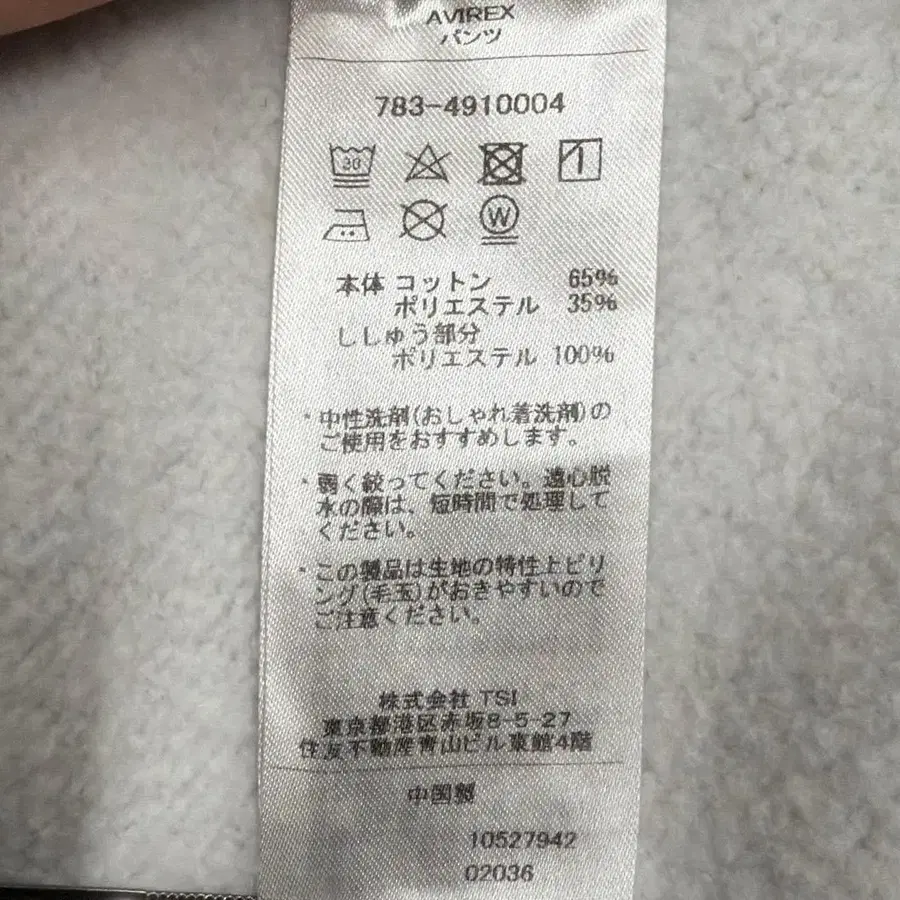 AVIREX
パンツ
783-4910004
30
W
本体 コットン 65%
ポリエステル 35%
ししゅう部分
ポリエステル 100%
・中性洗剤(おしゃれ着洗剤)の
ご使用をおすすめします。
・弱く絞ってください。遠心脱
水の際は、短時間で処理して
ください。
・この製品は生地の特性上ピリ
ング(毛玉)がおきやすいので
ご注意ください。
株式会社 TSI
東京都港区赤坂8-5-27
住友不動産青山ビル東館4階
中国製
10527942
02036